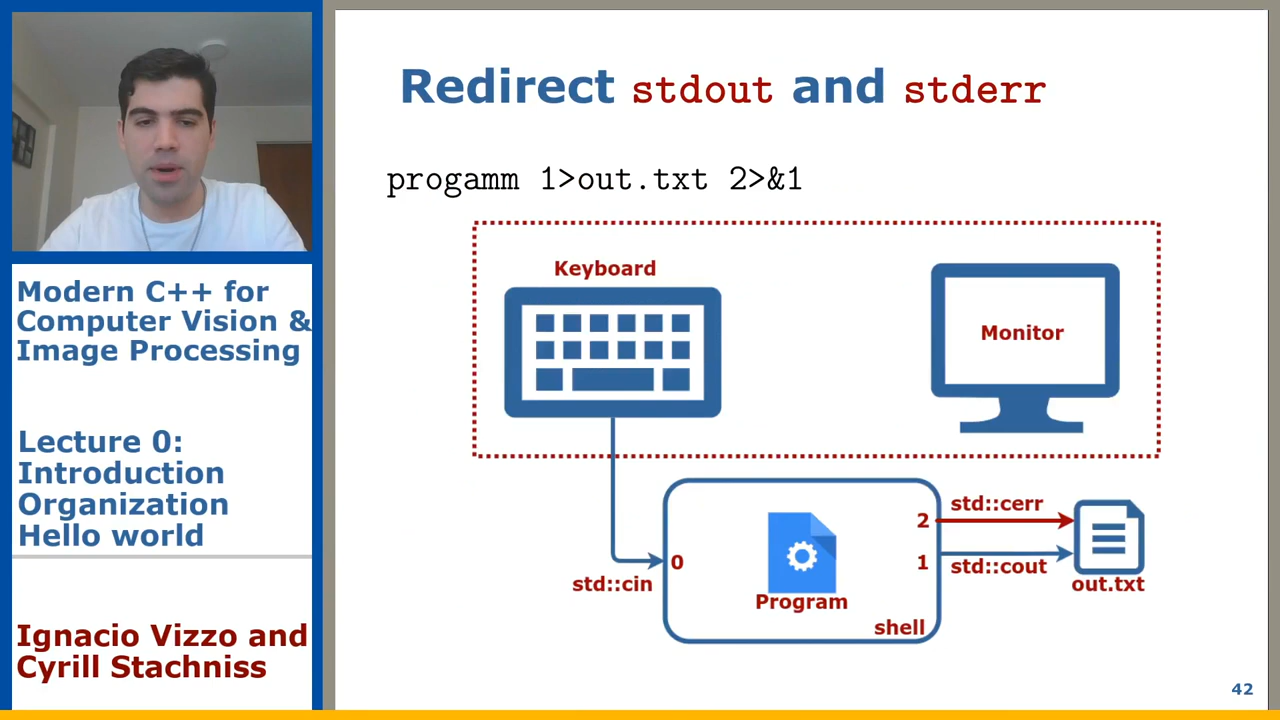 Modern C++ for
Computer Vision &
Image Processing
Lecture 0:
Introduction
Organization
Hello world
Ignacio Vizzo and
Cyrill Stachniss
Redirect stdout and stderr
progamm 1>out.txt 2>&1
Keyboard
Monitor
std::cin
0
Program
shell
2
1
std::cerr
std::cout
out.txt
42